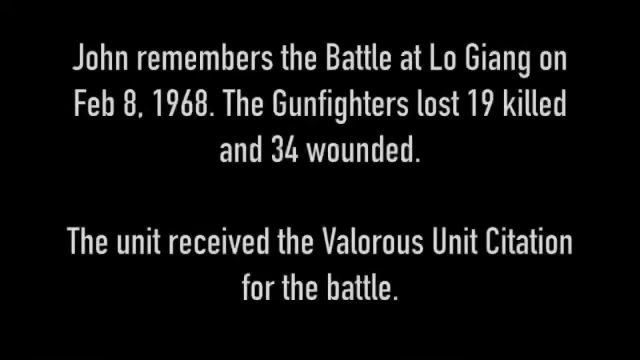 John remembers the Battle at Lo Giang on
Feb 8, 1968. The Gunfighters lost 19 killed
and 34 wounded.
The unit received the Valorous Unit Citation
for the battle.